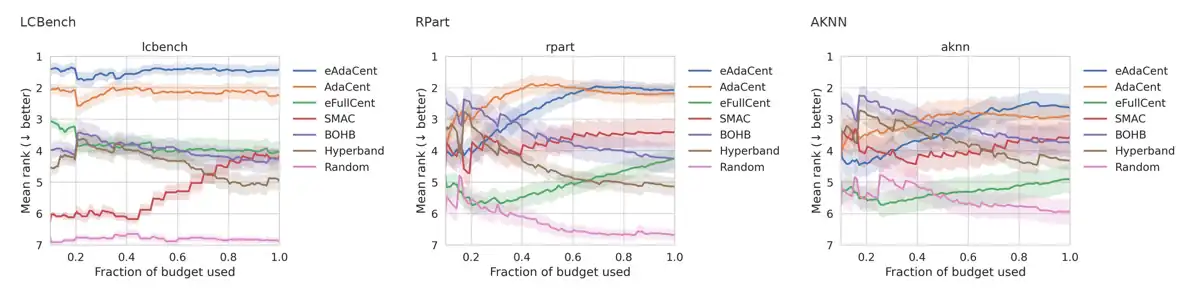 LCBench
lcbench
Mean rank (↓ better)
1
2
3
4
5
6
7
0.2
0.4
0.6
0.8
1.0
Fraction of budget used
eAdaCent
AdaCent
eFullCent
SMAC
BOHB
Hyperband
Random
RPart
rpart
Mean rank (↓ better)
1
2
3
4
5
6
7
0.2
0.4
0.6
0.8
1.0
Fraction of budget used
eAdaCent
AdaCent
eFullCent
SMAC
BOHB
Hyperband
Random
AKNN
aknn
Mean rank (↓ better)
1
2
3
4
5
6
7
0.2
0.4
0.6
0.8
1.0
Fraction of budget used
eAdaCent
AdaCent
eFullCent
SMAC
BOHB
Hyperband
Random